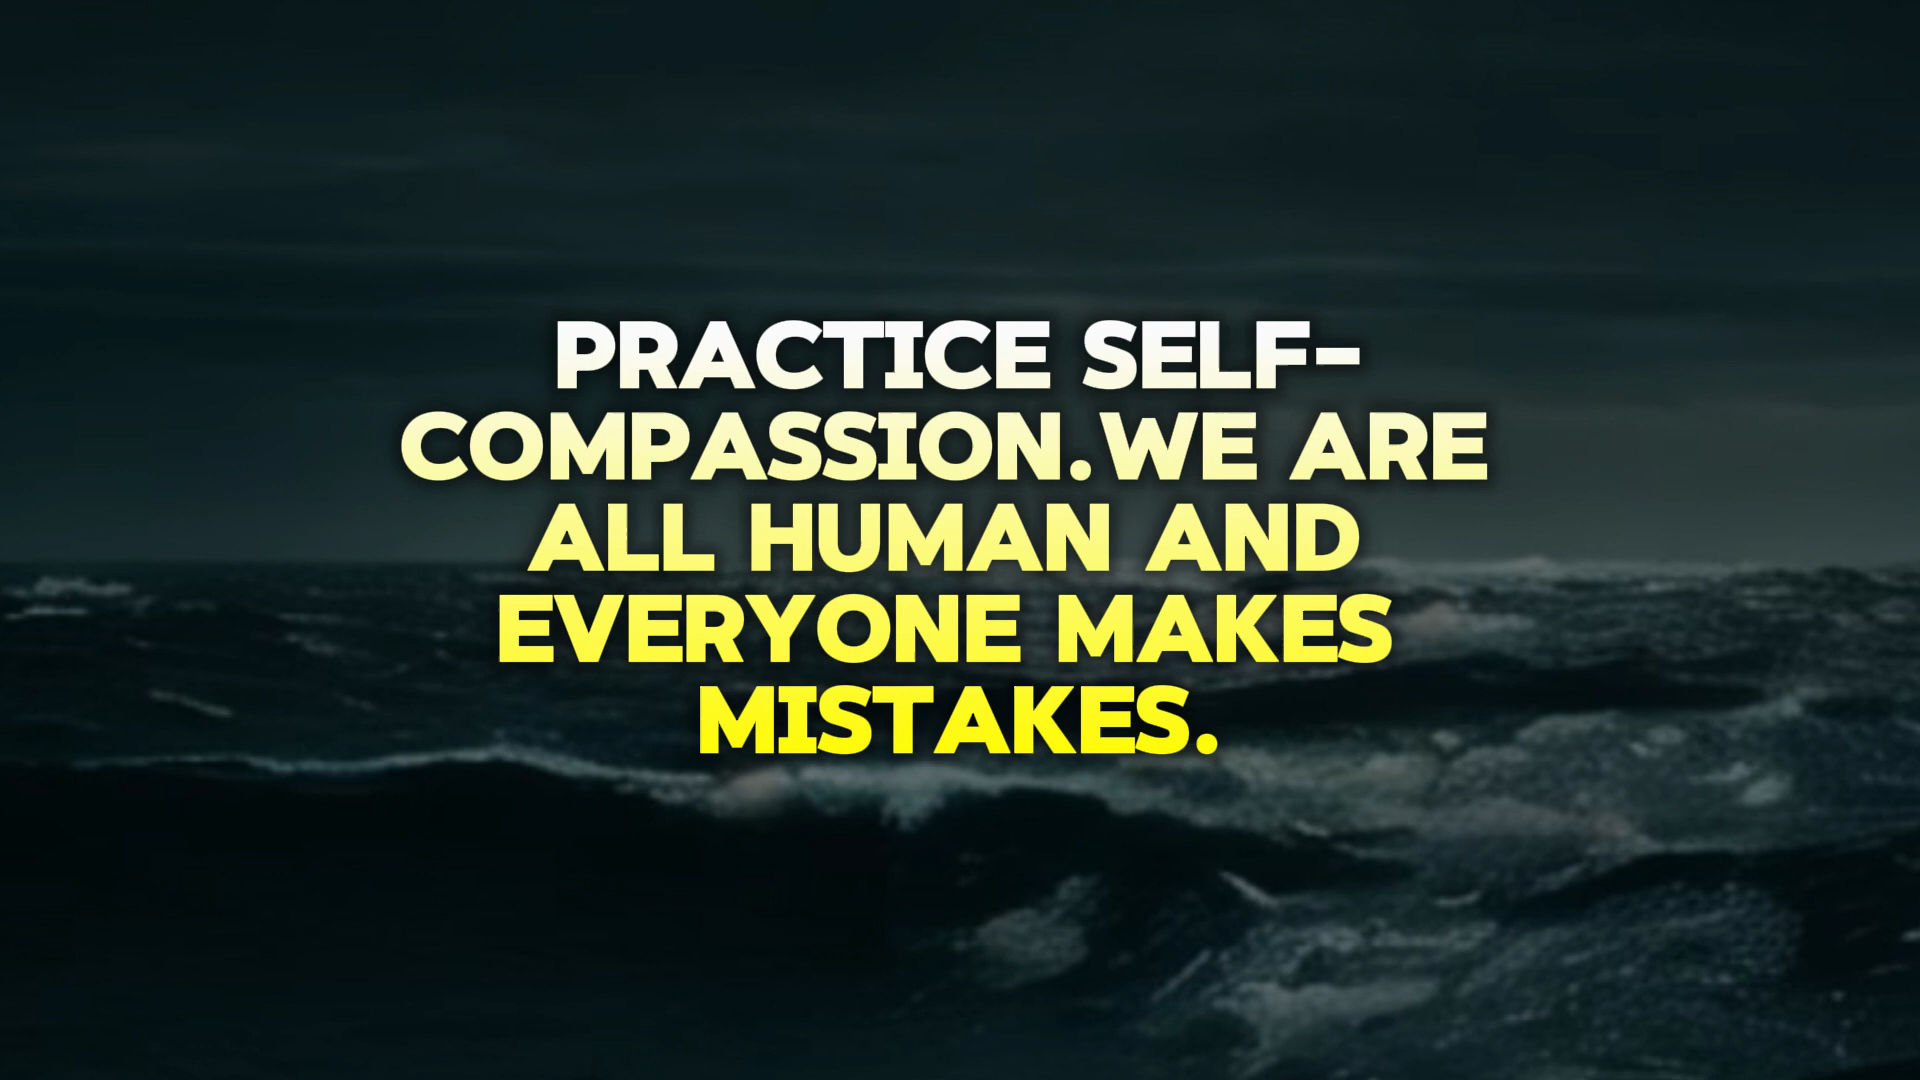 PRACTICE SELF-
COMPASSION.WE ARE
ALL HUMAN AND
EVERYONE MAKES
MISTAKES.